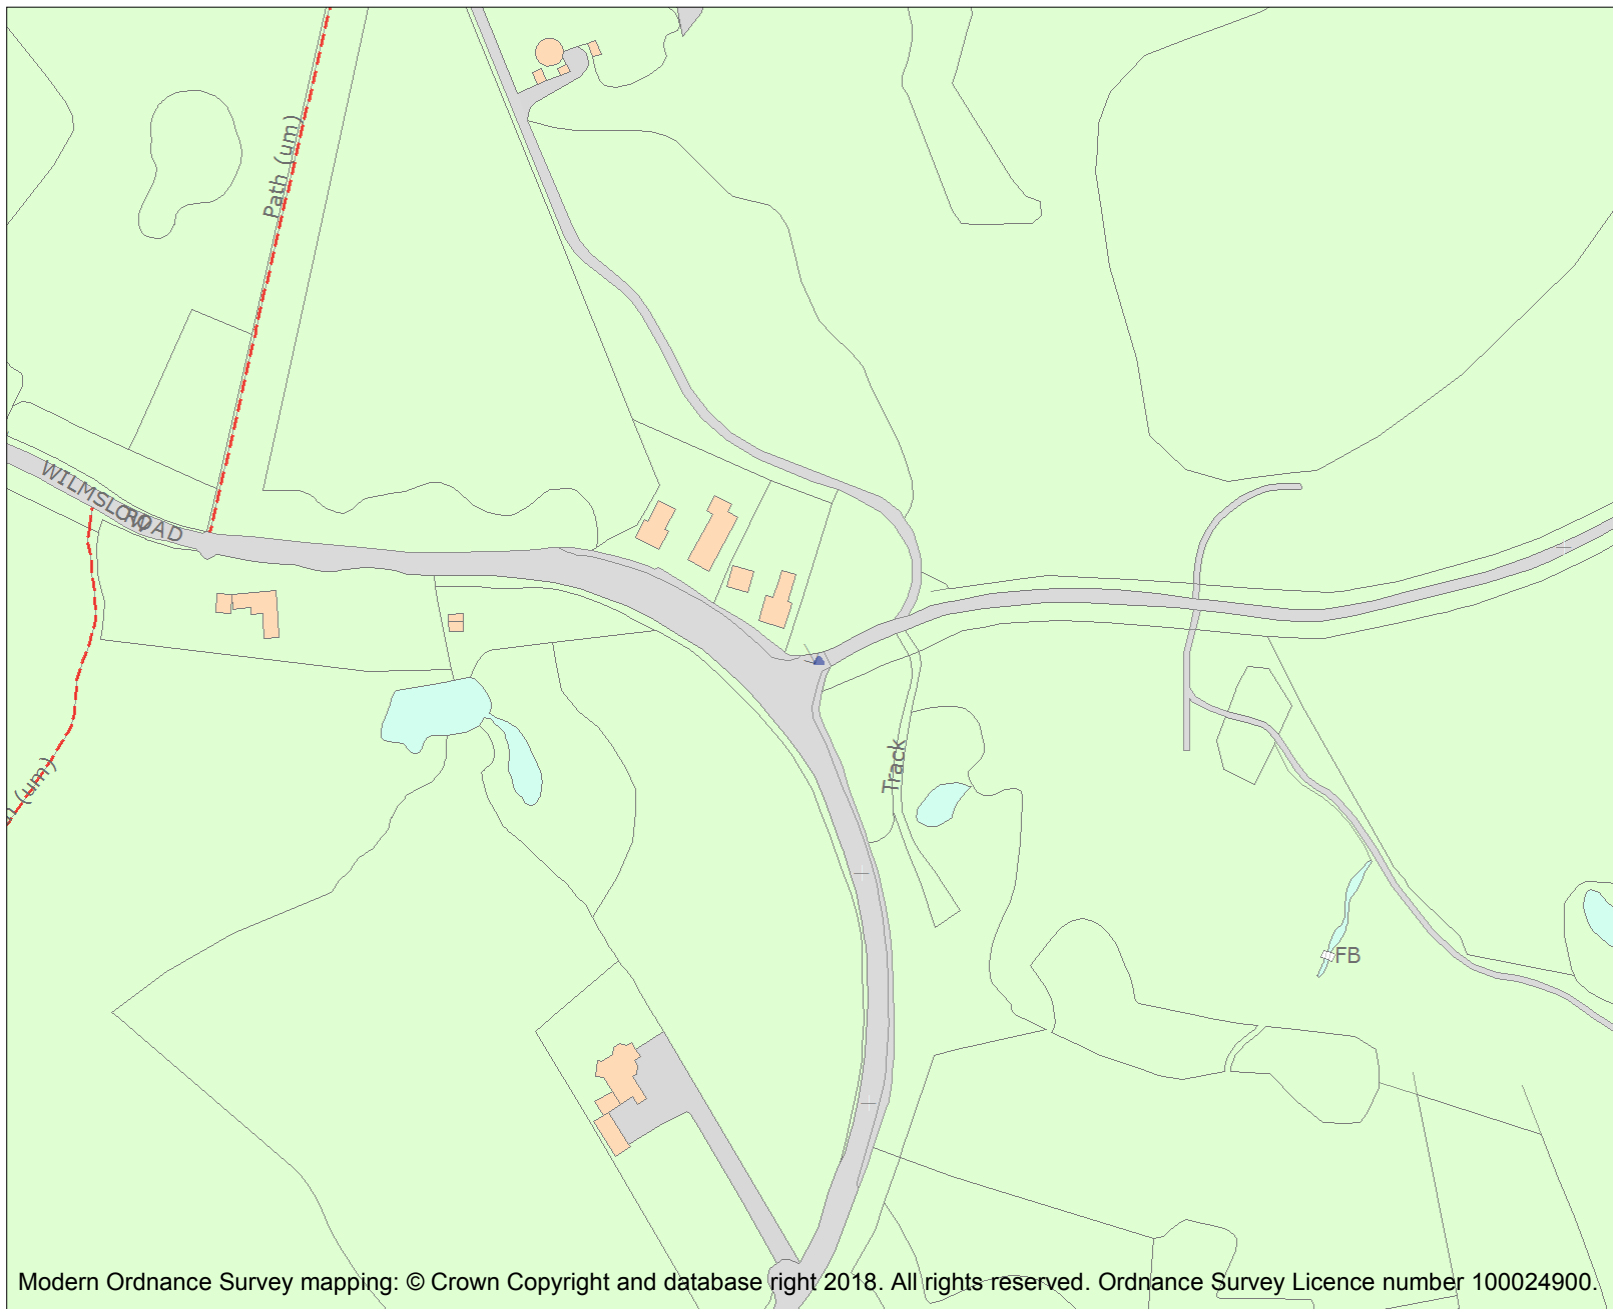 Path (um)
WILMSLOW
ROAD
(um)
Track
FB
Modern Ordnance Survey mapping: © Crown Copyright and database right 2018. All rights reserved. Ordnance Survey Licence number 100024900.